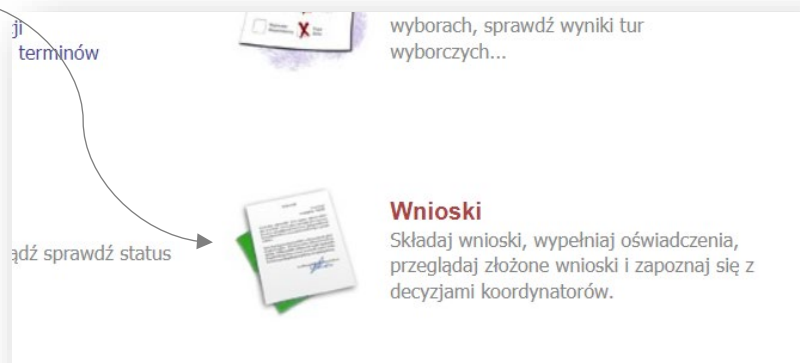 ji
terminów
wyborach, sprawdź wyniki tur
wyborczych...
Wnioski
Składaj wnioski, wypełniaj oświadczenia,
ądź sprawdź status
przeglądaj złożone wnioski i zapoznaj się z
decyzjami koordynatorów.